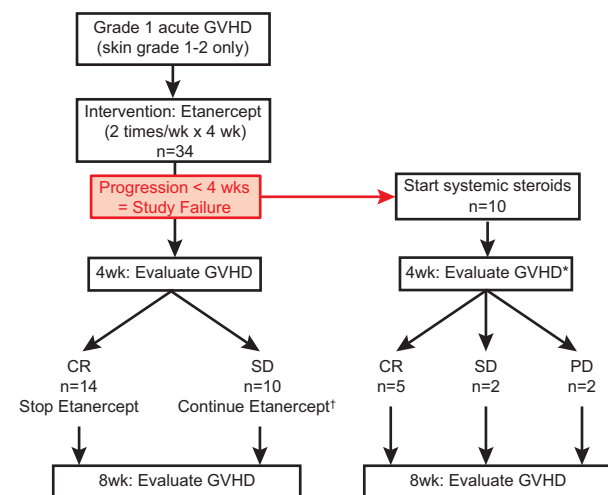 Grade 1 acute GVHD
(skin grade 1-2 only)
Intervention: Etanercept
(2 times/wk x 4 wk)
n=34
Progression < 4 wks
= Study Failure
Start systemic steroids
n=10
4wk: Evaluate GVHD
4wk: Evaluate GVHD*
CR
n=14
Stop Etanercept
SD
n=10
Continue Etanercept†
CR
n=5
SD
n=2
PD
n=2
8wk: Evaluate GVHD
8wk: Evaluate GVHD